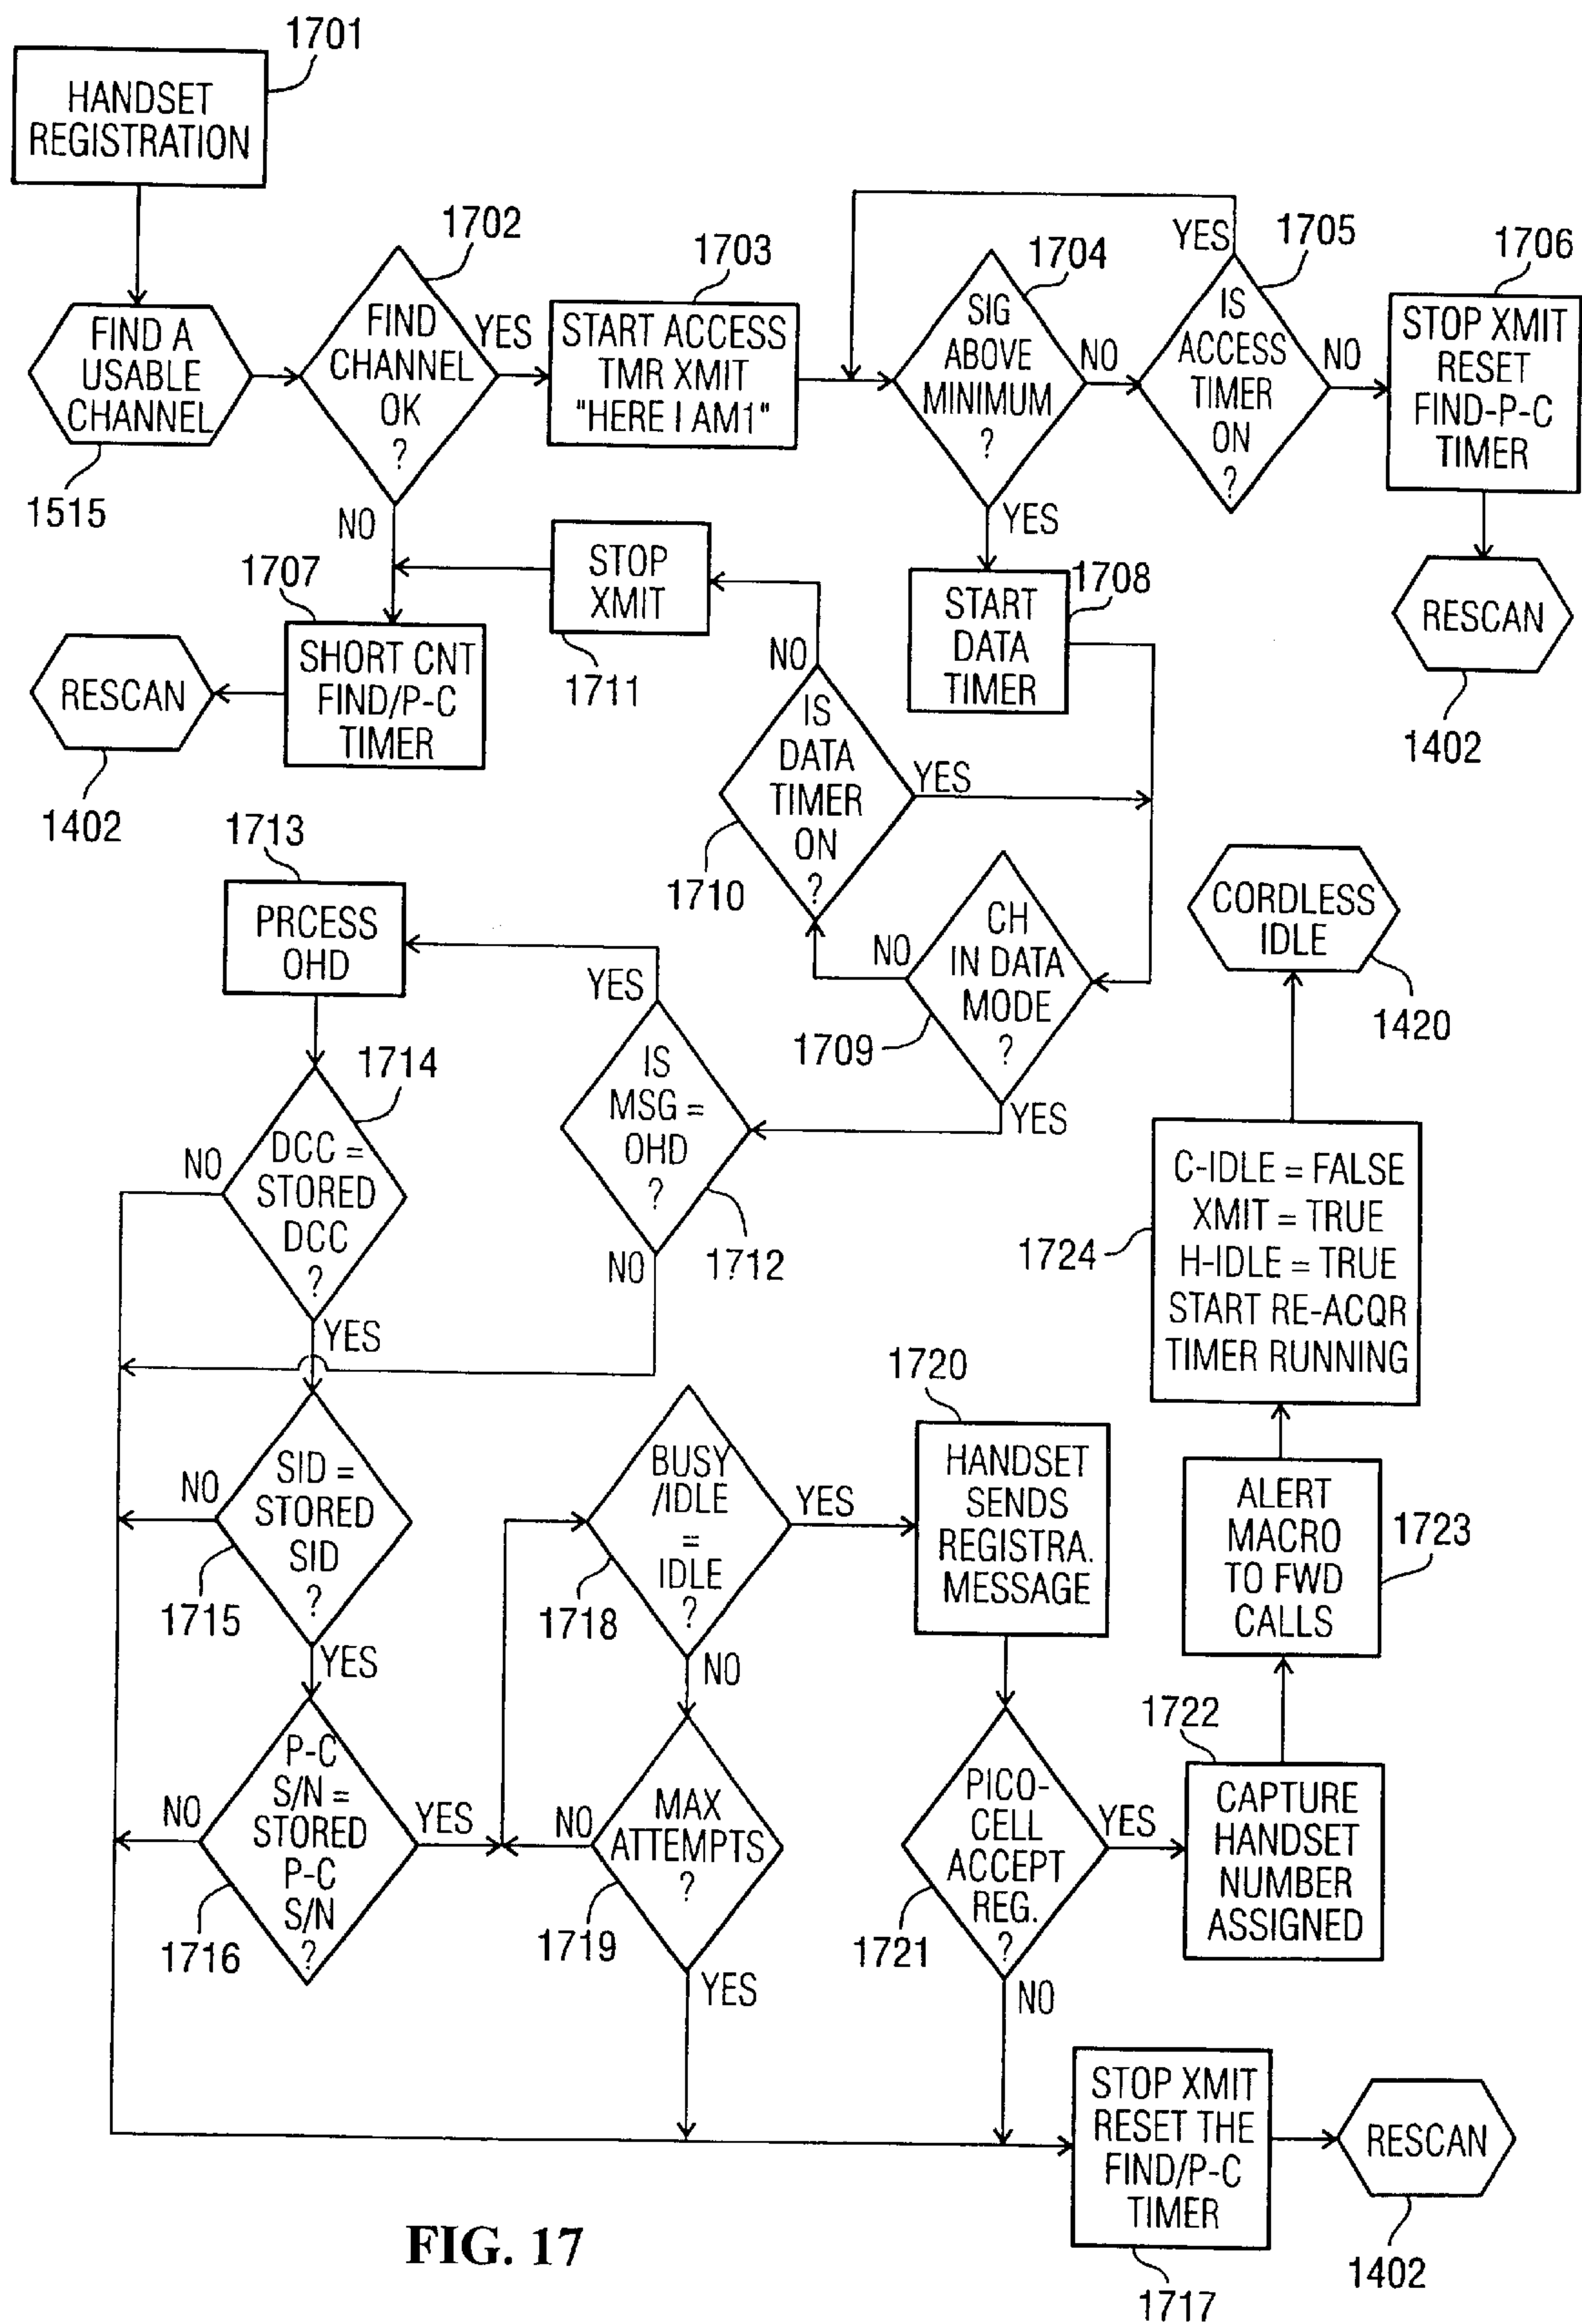 1701
HANDSET
REGISTRATION
1702
1703
1704
YES
1705
1706
FIND A
USABLE
CHANNEL
1515
FIND
CHANNEL
OK
?
YES
NO
START ACCESS
TMR XMIT
"HERE I AM1"
SIG
ABOVE
MINIMUM
?
NO
YES
IS
ACCESS
TIMER
ON
?
NO
STOP XMIT
RESET
FIND-P-C
TIMER
RESCAN
1402
1707
SHORT CNT
FIND/P-C
TIMER
RESCAN
1402
STOP
XMIT
1711
START
DATA
TIMER
1708
NO
IS
DATA
TIMER
ON
?
YES
1710
CH
IN DATA
MODE
?
NO
1709
YES
1713
PRCESS
OHD
YES
IS
MSG =
OHD
?
1712
NO
1714
DCC =
STORED
DCC
?
NO
YES
SID =
STORED
SID
?
NO
1715
YES
P-C
S/N =
STORED
P-C
S/N
?
NO
YES
1716
BUSY
/IDLE
=
IDLE
?
YES
1718
NO
MAX
ATTEMPTS
?
NO
1719
YES
1720
HANDSET
SENDS
REGISTRA.
MESSAGE
PICO-
CELL
ACCEPT
REG.
?
YES
1721
NO
1722
CAPTURE
HANDSET
NUMBER
ASSIGNED
ALERT
MACRO
TO FWD
CALLS
1723
C-IDLE = FALSE
XMIT = TRUE
H-IDLE = TRUE
START RE-ACQR
TIMER RUNNING
1724
CORDLESS
IDLE
1420
STOP XMIT
RESET THE
FIND/P-C
TIMER
1717
RESCAN
1402
FIG. 17